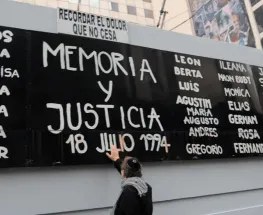 RECORDAR EL DOLOR
QUE NO CESA
MEMORIA
y
JUSTICIA
18 JULIO 1994
LEON
BERTA
LUIS
AGUSTIN
MARIA
AUGUSTO
ANDRES
GREGORIO
ILEANA
MONICA
ELIAS
GERMAN
ROSA